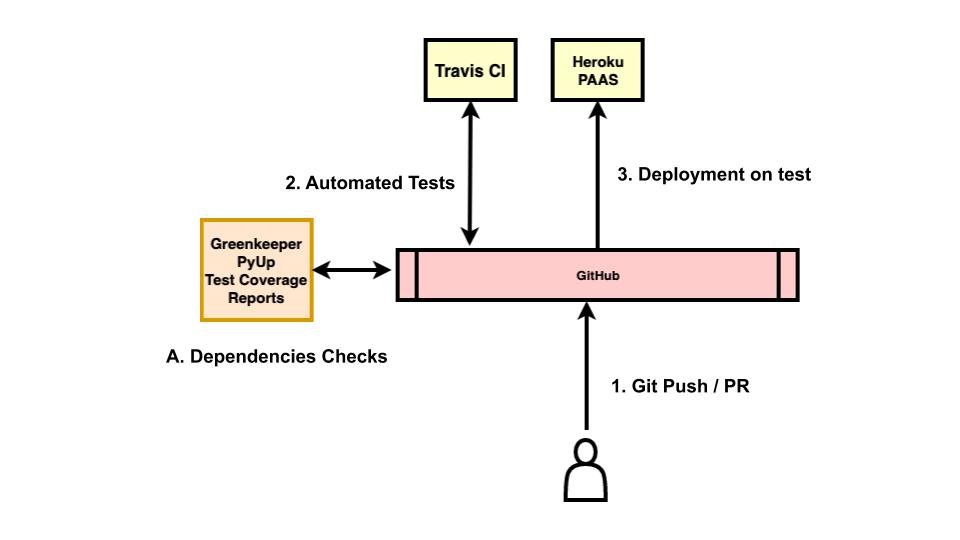 Travis CI
Heroku
PAAS
2. Automated Tests
3. Deployment on test
Greenkeeper
PyUp
Test Coverage
Reports
GitHub
A. Dependencies Checks
1. Git Push / PR